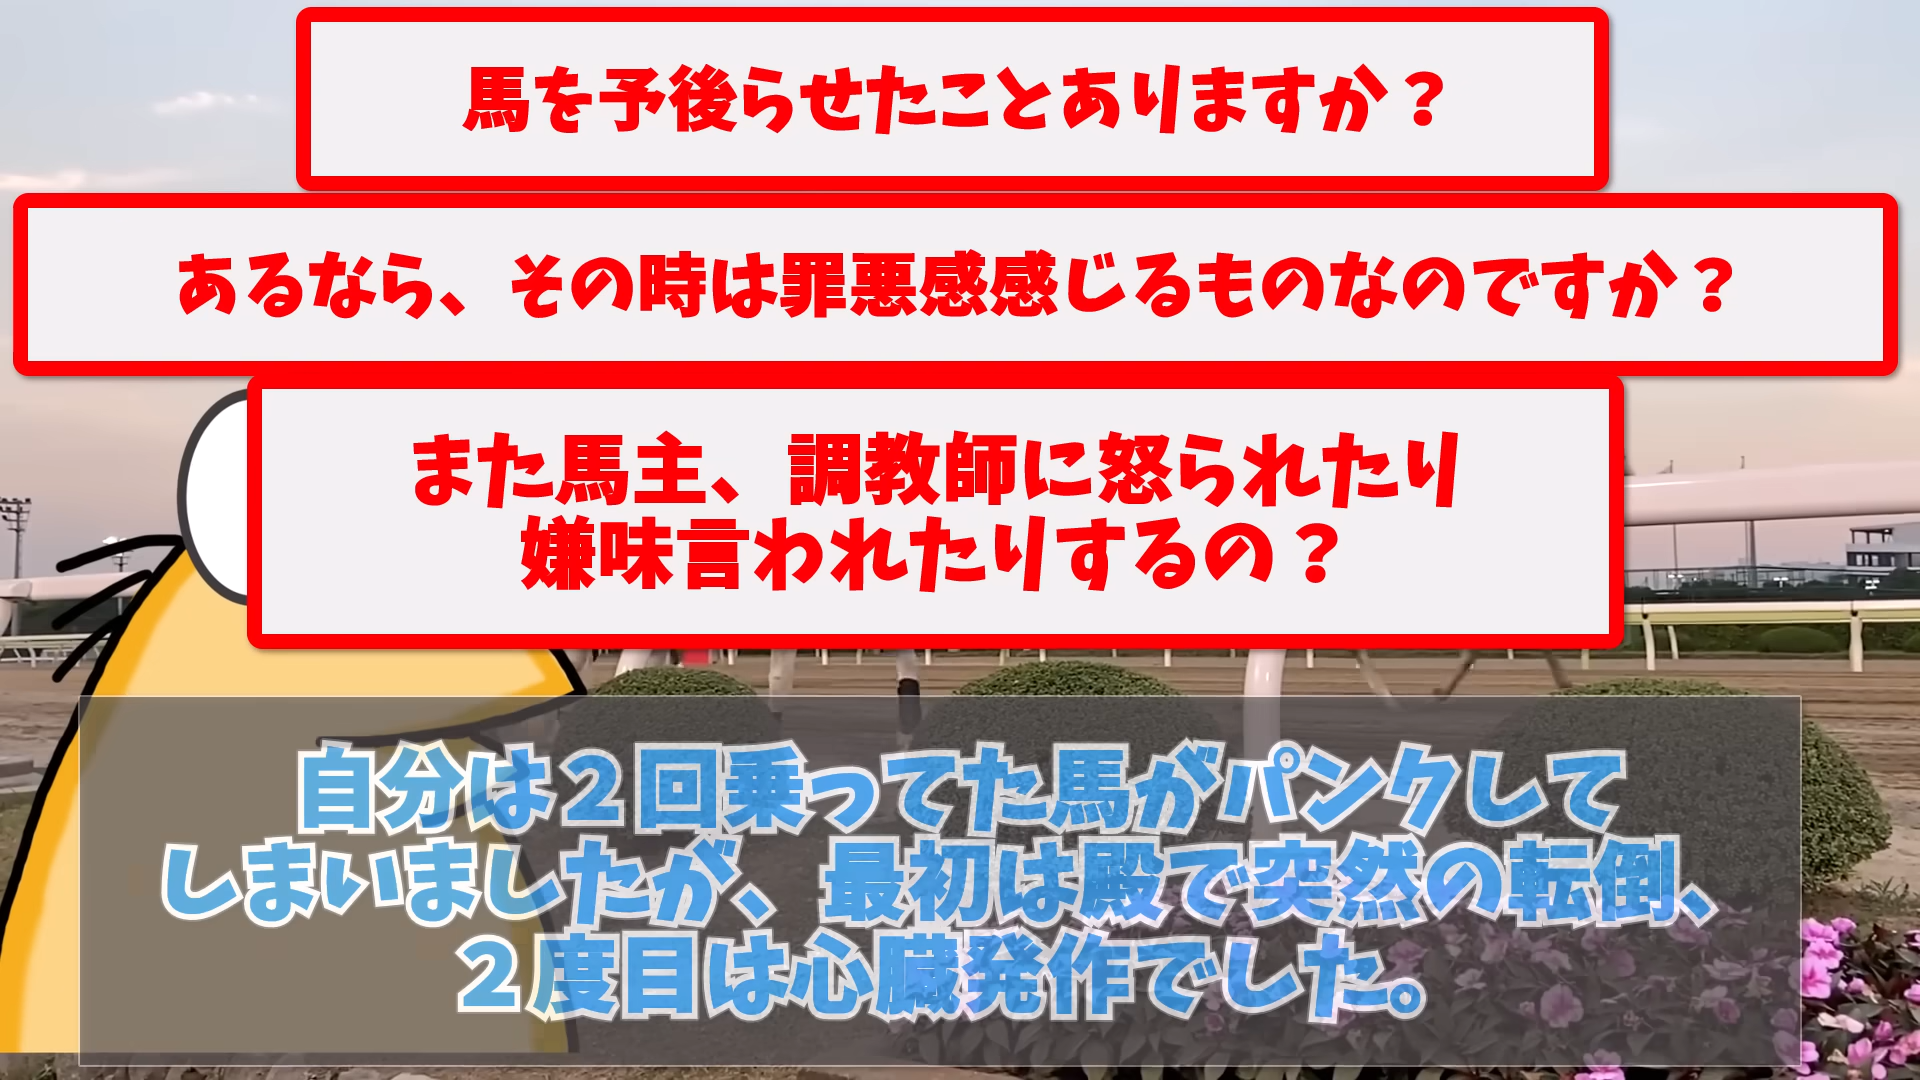 馬を予後らせたことありますか？
あるなら、その時は罪悪感感じるものなのですか？
また馬主、調教師に怒られたり
嫌味言われたりするの？
自分は２回乗ってた馬がパンクして
しまいましたが、最初は殿で突然の転倒、
２度目は心臓発作でした。